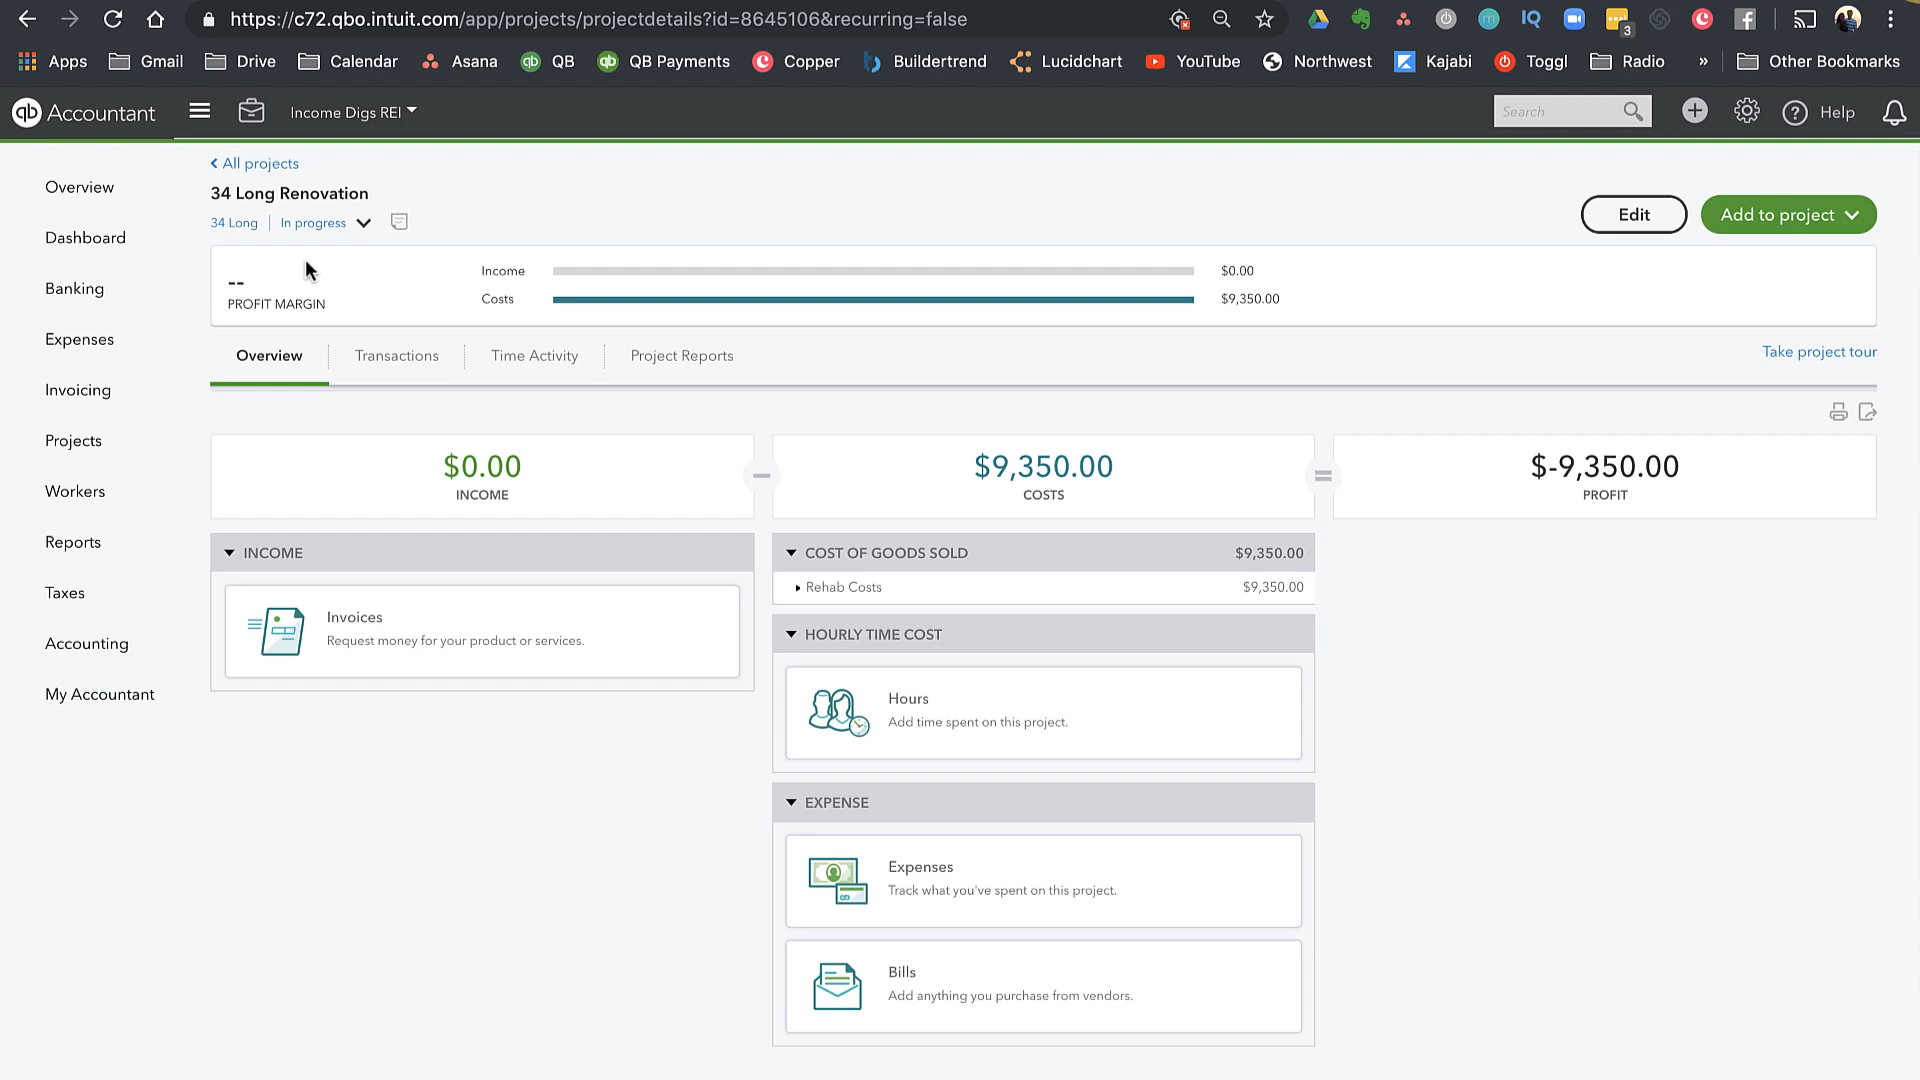 https://c72.qbo.intuit.com/app/projects/projectdetails?id=8645106&recurring=false
IQ
3
Apps Gmail Drive Calendar Asana QB QB Payments Copper Buildertrend Lucidchart YouTube Northwest Kajabi Toggl Radio » Other Bookmarks
qb Accountant Income Digs REI Search Help
All projects
34 Long Renovation
34 Long In progress
Edit Add to project
--
PROFIT MARGIN
Income $0.00
Costs $9,350.00
Overview
Dashboard
Banking
Expenses
Invoicing
Projects
Workers
Reports
Taxes
Accounting
My Accountant
Overview Transactions Time Activity Project Reports Take project tour
$0.00
INCOME
$9,350.00
COSTS
$-9,350.00
PROFIT
INCOME
Invoices
Request money for your product or services.
COST OF GOODS SOLD $9,350.00
Rehab Costs $9,350.00
HOURLY TIME COST
Hours
Add time spent on this project.
EXPENSE
Expenses
Track what you've spent on this project.
Bills
Add anything you purchase from vendors.